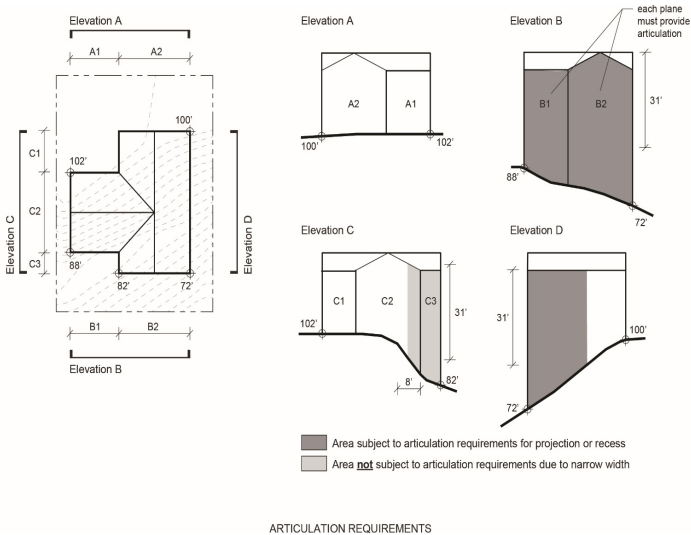 Elevation A
A1
A2
100'
102'
C1
C2
C3
Elevation C
Elevation D
88'
82'
72'
B1
B2
Elevation B
Elevation A
A2
A1
100'
102'
Elevation B
each plane
must provide
articulation
B1
B2
31'
88'
72'
Elevation C
C1
C2
C3
31'
102'
8'
82'
Elevation D
31'
100'
72'
Area subject to articulation requirements for projection or recess
Area not subject to articulation requirements due to narrow width
ARTICULATION REQUIREMENTS